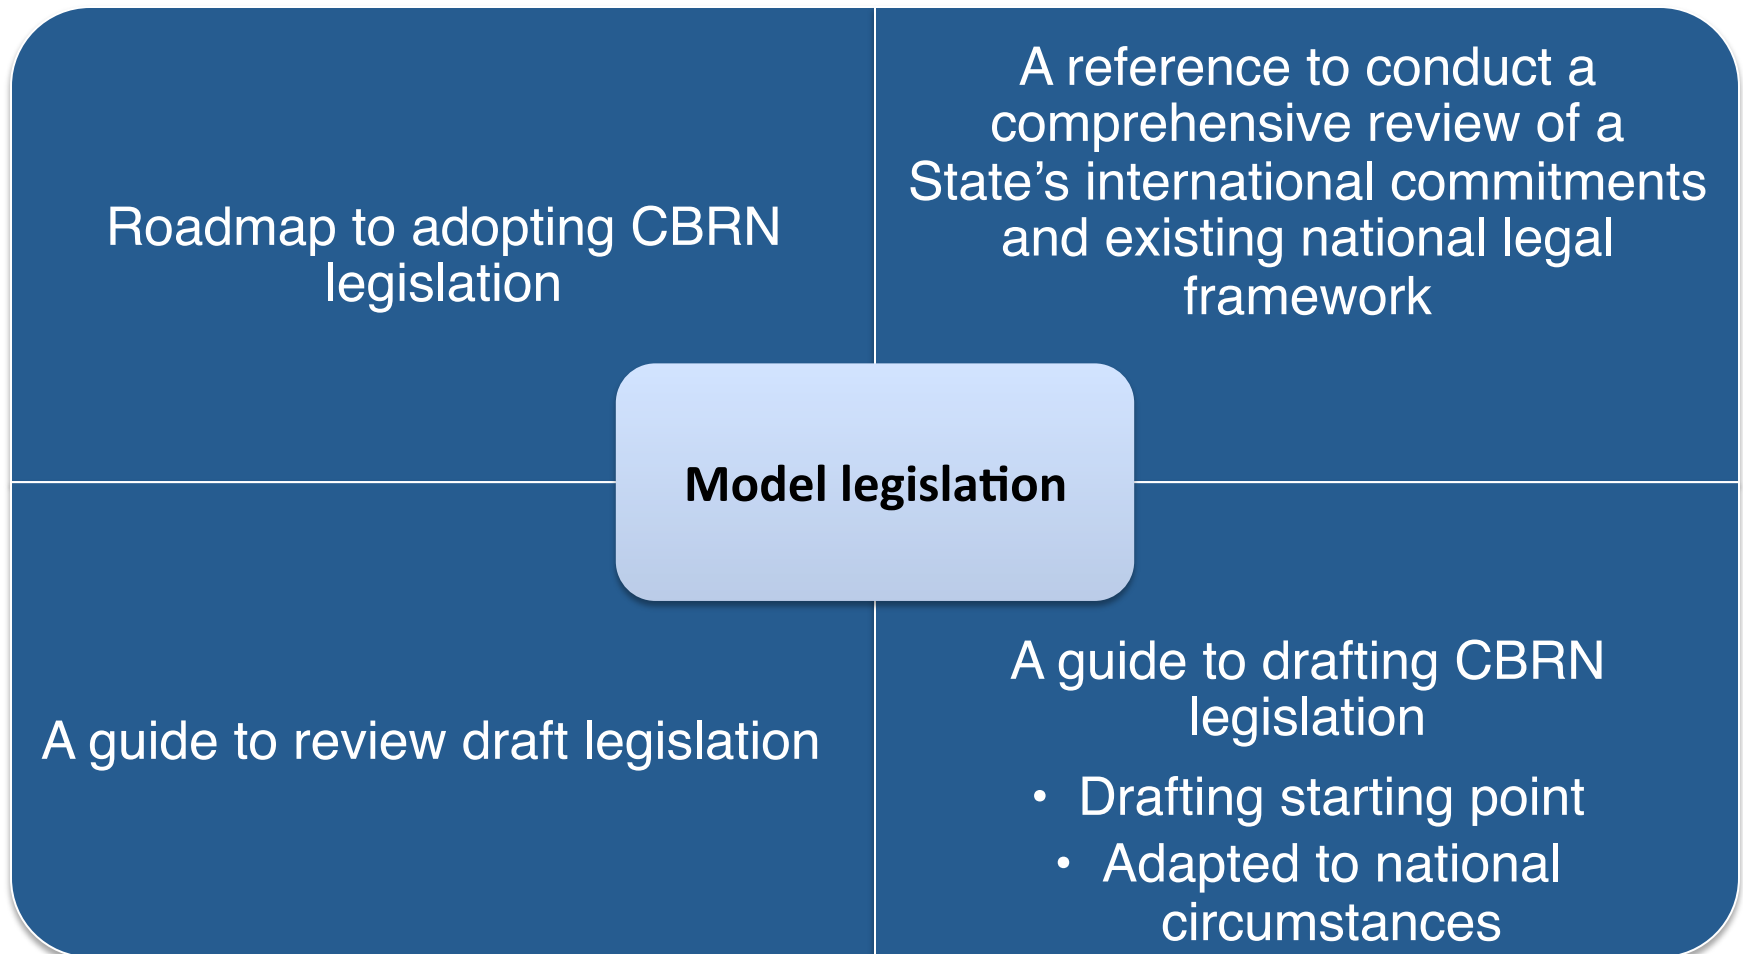 Roadmap to adopting CBRN
legislation
A reference to conduct a
comprehensive review of a
State’s international commitments
and existing national legal
framework
Model legislation
A guide to review draft legislation
A guide to drafting CBRN
legislation
• Drafting starting point
• Adapted to national
circumstances